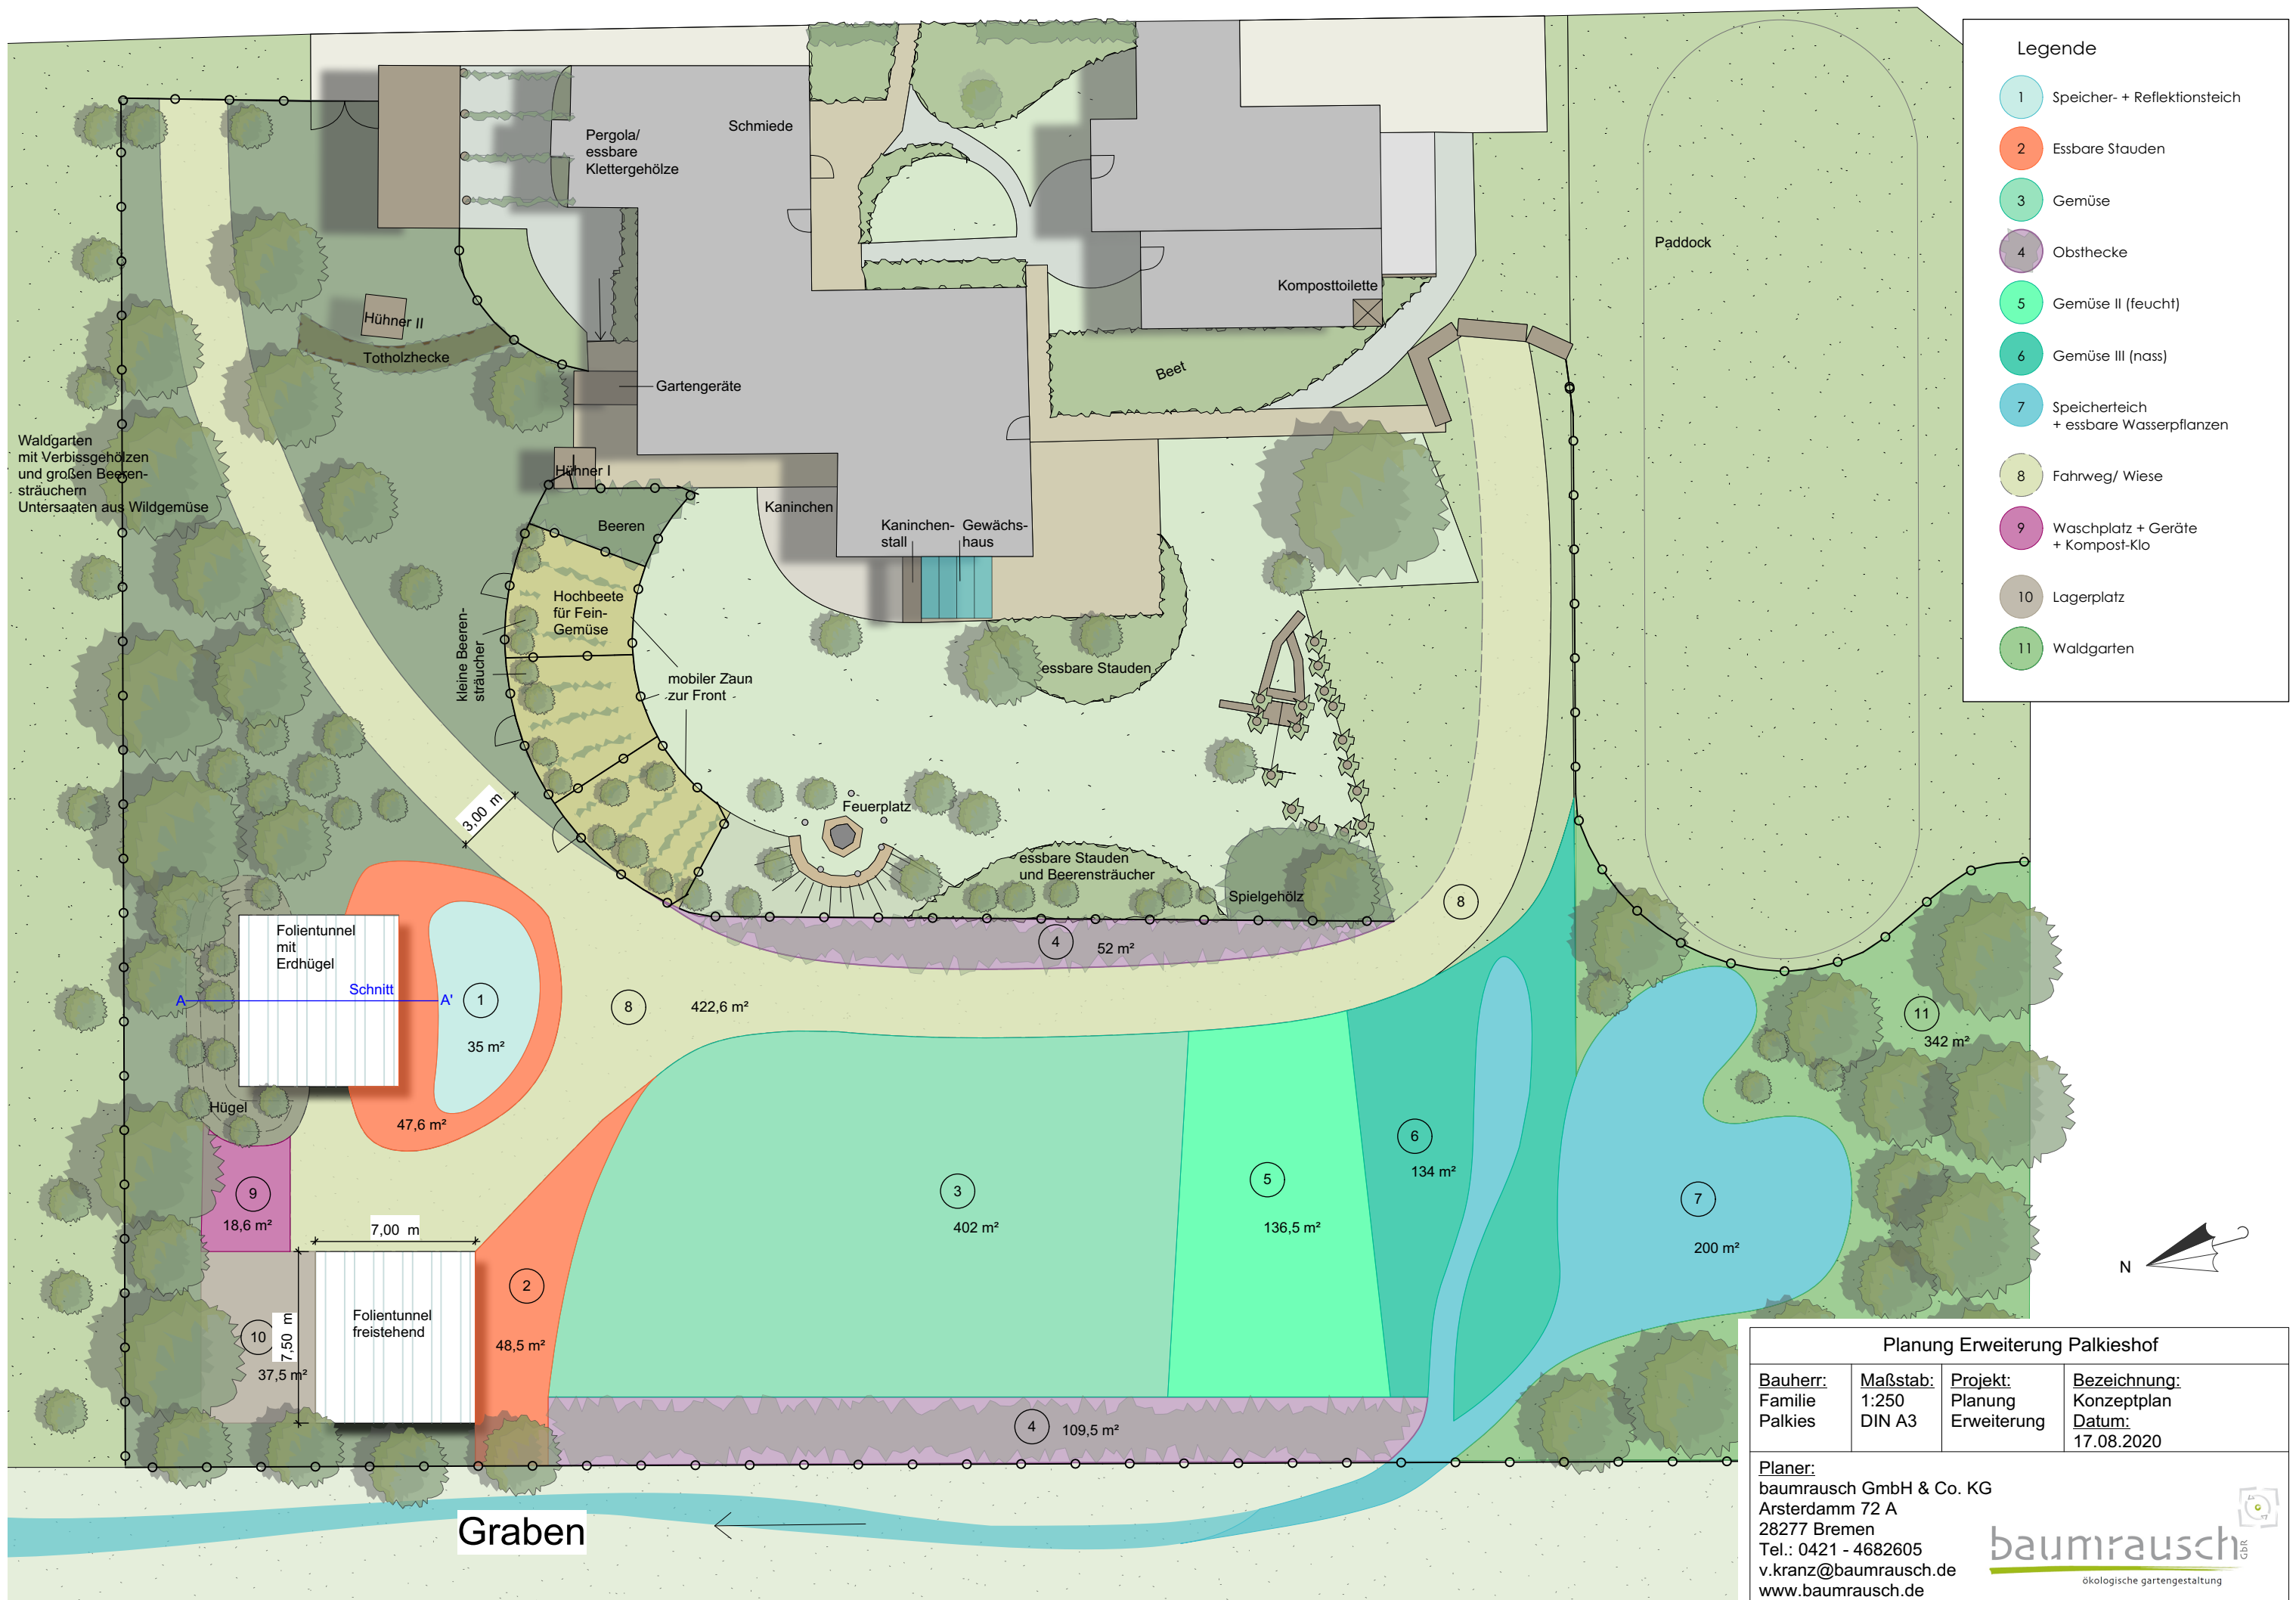 Legende
1 Speicher- + Reflektionsteich
2 Essbare Stauden
3 Gemüse
4 Obsthecke
5 Gemüse II (feucht)
6 Gemüse III (nass)
7 Speicherteich
+ essbare Wasserpflanzen
8 Fahrweg/ Wiese
9 Waschplatz + Geräte
+ Kompost-Klo
10 Lagerplatz
11 Waldgarten
Pergola/
essbare
Klettergehölze
Schmiede
Paddock
Komposttoilette
Hühner II
Totholzhecke
Gartengeräte
Beet
Waldgarten
mit Verbissgehölzen
und großen Beeren-
sträuchern
Untersaaten aus Wildgemüse
Hühner I
Beeren
Kaninchen
Kaninchen-
stall
Gewächs-
haus
Hochbeete
für Fein-
Gemüse
kleine Beeren-
sträucher
mobiler Zaun
zur Front
essbare Stauden
3,00 m
Feuerplatz
essbare Stauden
und Beerensträucher
Spielgehölz
8
4
52 m²
Folientunnel
mit
Erdhügel
Schnitt
A
A'
1
35 m²
8
422,6 m²
11
342 m²
Hügel
47,6 m²
6
134 m²
9
18,6 m²
3
402 m²
5
136,5 m²
7
200 m²
7,00 m
2
48,5 m²
Folientunnel
freistehend
10
7,50 m
37,5 m²
4
109,5 m²
N
Graben
Planung Erweiterung Palkieshof
Bauherr:
Familie
Palkies
Maßstab:
1:250
DIN A3
Projekt:
Planung
Erweiterung
Bezeichnung:
Konzeptplan
Datum:
17.08.2020
Planer:
baumrausch GmbH & Co. KG
Arsterdamm 72 A
28277 Bremen
Tel.: 0421 - 4682605
v.kranz@baumrausch.de
www.baumrausch.de
baumrausch GbR
ökologische gartengestaltung